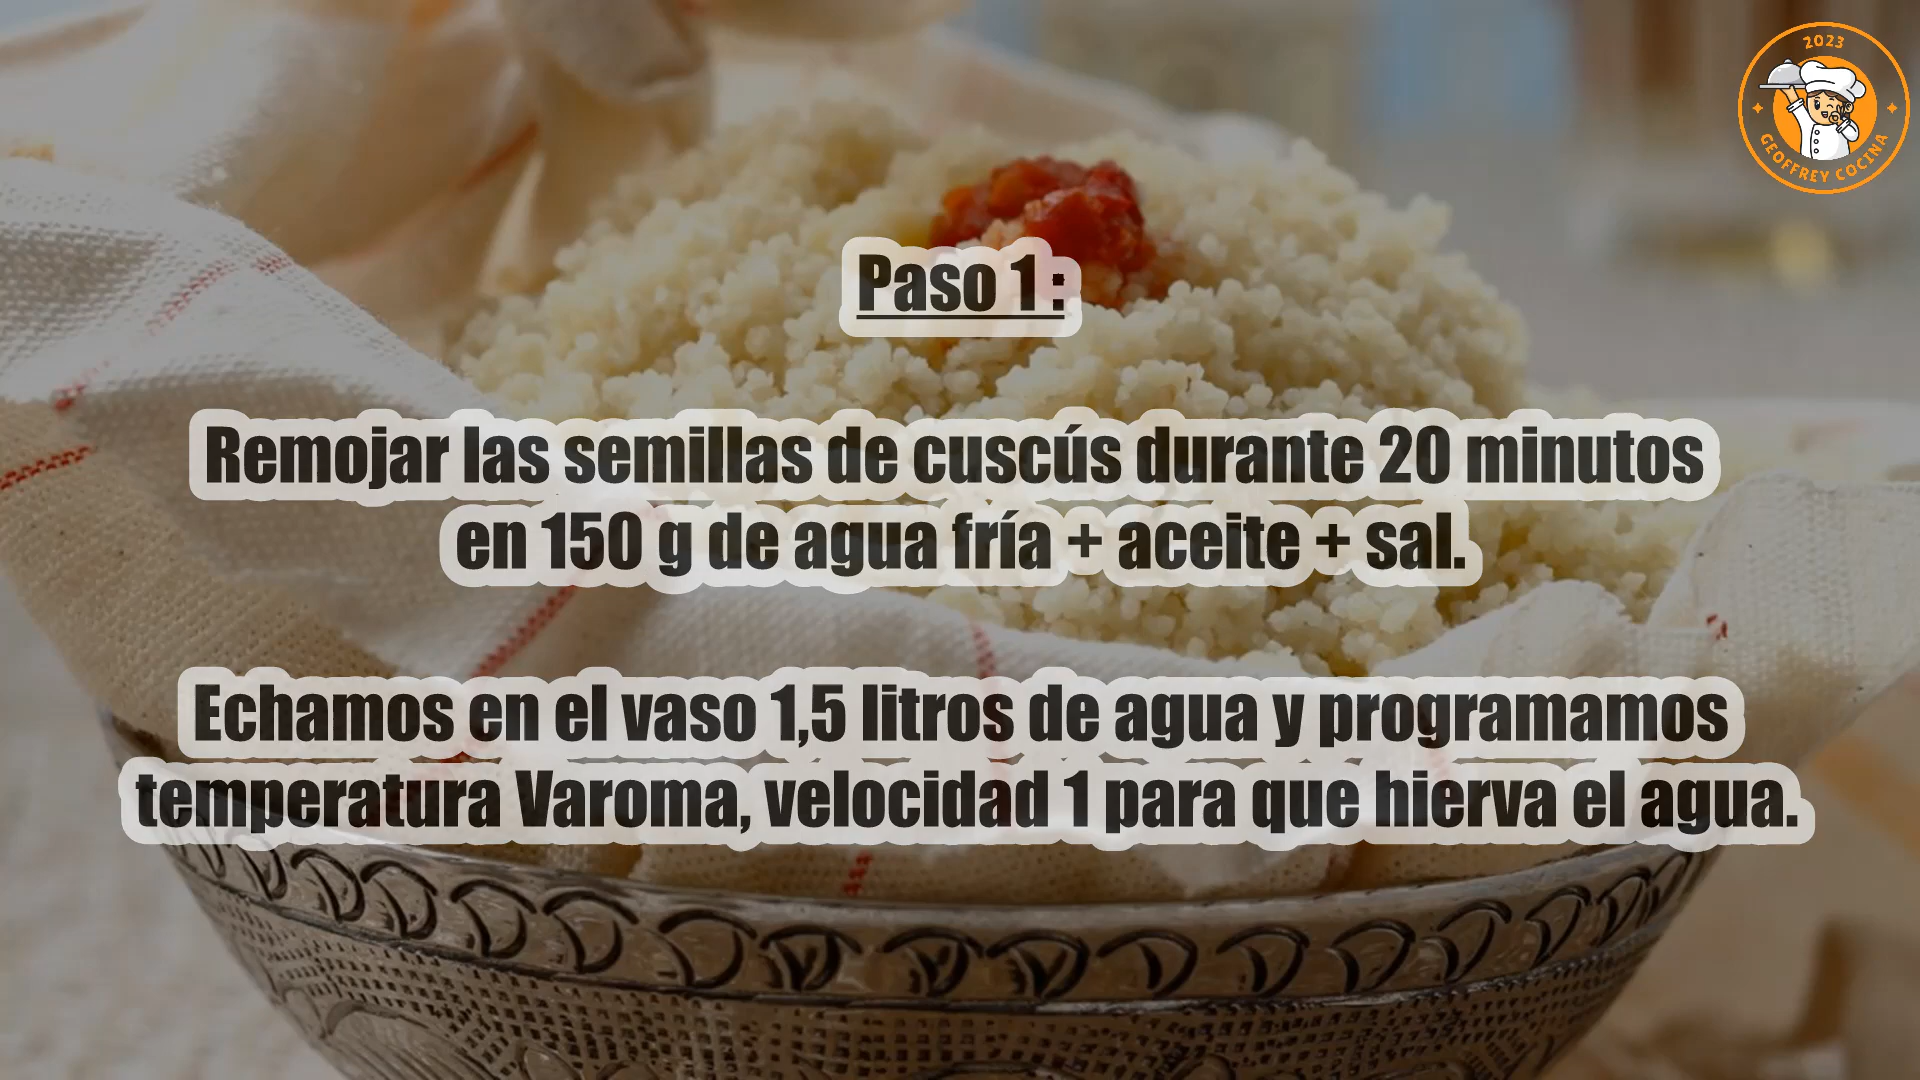 2023
GEOFFREY COCINA
Paso 1 :
Remojar las semillas de cuscús durante 20 minutos
en 150 g de agua fría + aceite + sal.
Echamos en el vaso 1,5 litros de agua y programamos
temperatura Varoma, velocidad 1 para que hierva el agua.